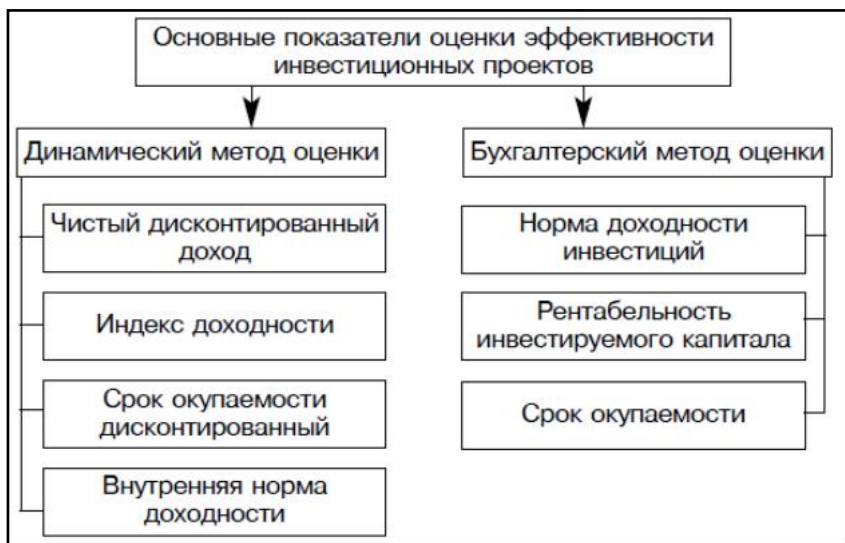 Основные показатели оценки эффективности
инвестиционных проектов
Динамический метод оценки
Чистый дисконтированный
доход
Индекс доходности
Срок окупаемости
дисконтированный
Внутренняя норма
доходности
Бухгалтерский метод оценки
Норма доходности
инвестиций
Рентабельность
инвестируемого капитала
Срок окупаемости